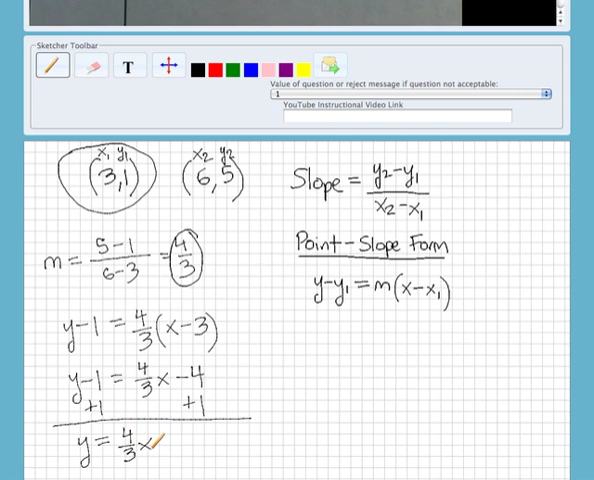 Sketcher Toolbar
T
Value of question or reject message if question not acceptable:
1
YouTube Instructional Video Link
x₁ y₁ x₂ y₂
(3,1) (6,5)
Slope = y₂-y₁ / x₂-x₁
m = 5-1 / 6-3 = 4/3
Point-Slope Form
y-y₁ = m(x-x₁)
y-1 = 4/3(x-3)
y-1 = 4/3x -4
+1 +1
y = 4/3x